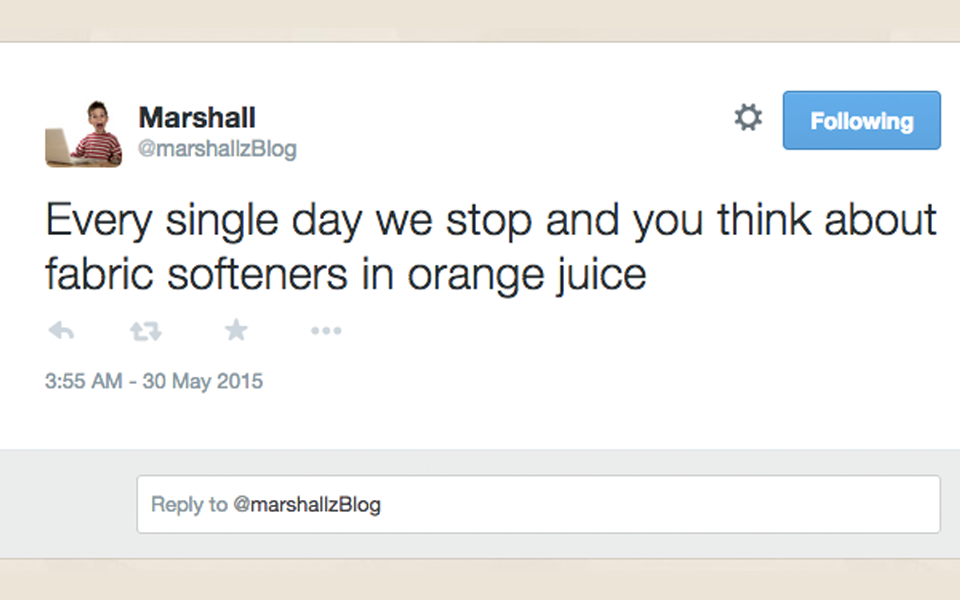 Marshall
@marshallzBlog
Following
Every single day we stop and you think about
fabric softeners in orange juice
3:55 AM - 30 May 2015
Reply to @marshallzBlog